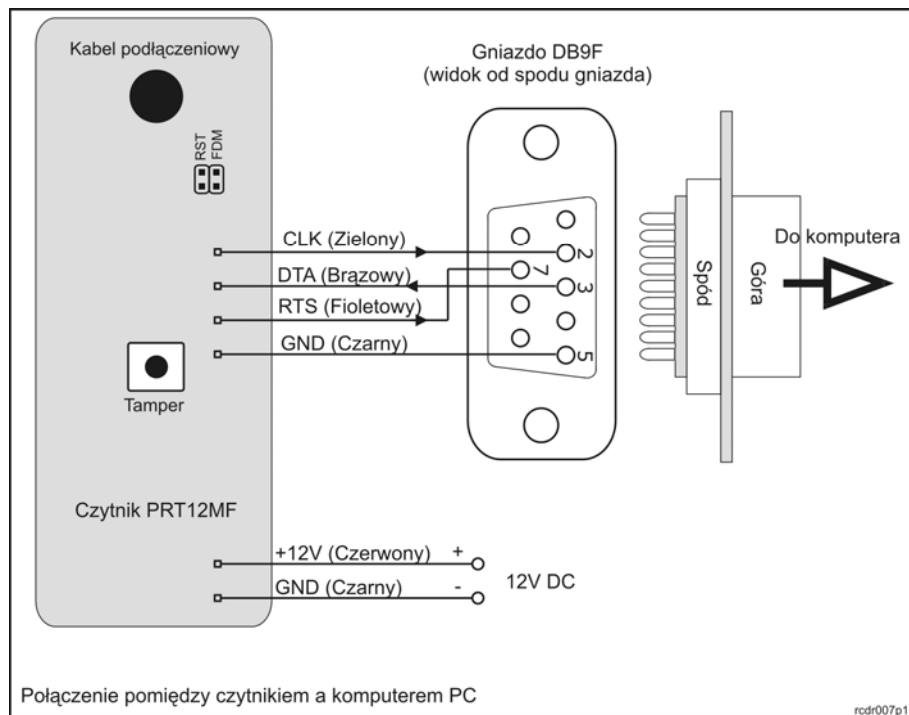 Kabel podłączeniowy
Gniazdo DB9F
(widok od spodu gniazda)
RST
FDM
CLK (Zielony)
2
DTA (Brązowy)
7
3
RTS (Fioletowy)
GND (Czarny)
5
Spód
Góra
Do komputera
Tamper
Czytnik PRT12MF
+12V (Czerwony) +
GND (Czarny) -
12V DC
Połączenie pomiędzy czytnikiem a komputerem PC
rcdr007p1